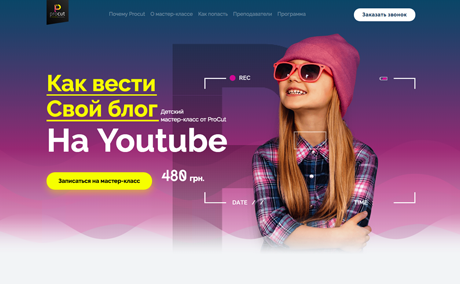 procut
Почему Procut О мастер-классе Как попасть Преподователи Программа
Заказать звонок
REC
Как вести
Свой блог
Детский
мастер-класс от ProCut
На Youtube
Записаться на мастер-класс
480 грн.
DATE / /
TIME